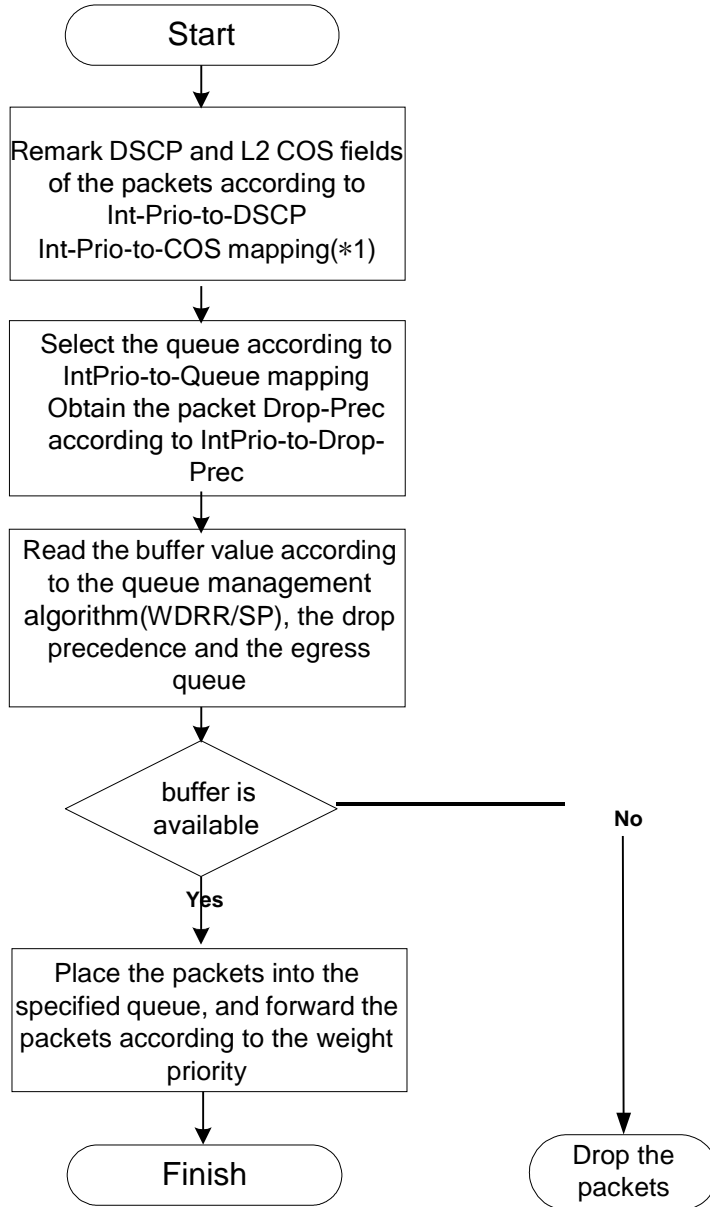 Start
Remark DSCP and L2 COS fields
of the packets according to
Int-Prio-to-DSCP
Int-Prio-to-COS mapping(*1)
Select the queue according to
IntPrio-to-Queue mapping
Obtain the packet Drop-Prec
according to IntPrio-to-Drop-
Prec
Read the buffer value according
to the queue management
algorithm(WDRR/SP), the drop
precedence and the egress
queue
buffer is
available
No
Yes
Place the packets into the
specified queue, and forward the
packets according to the weight
priority
Finish
Drop the
packets